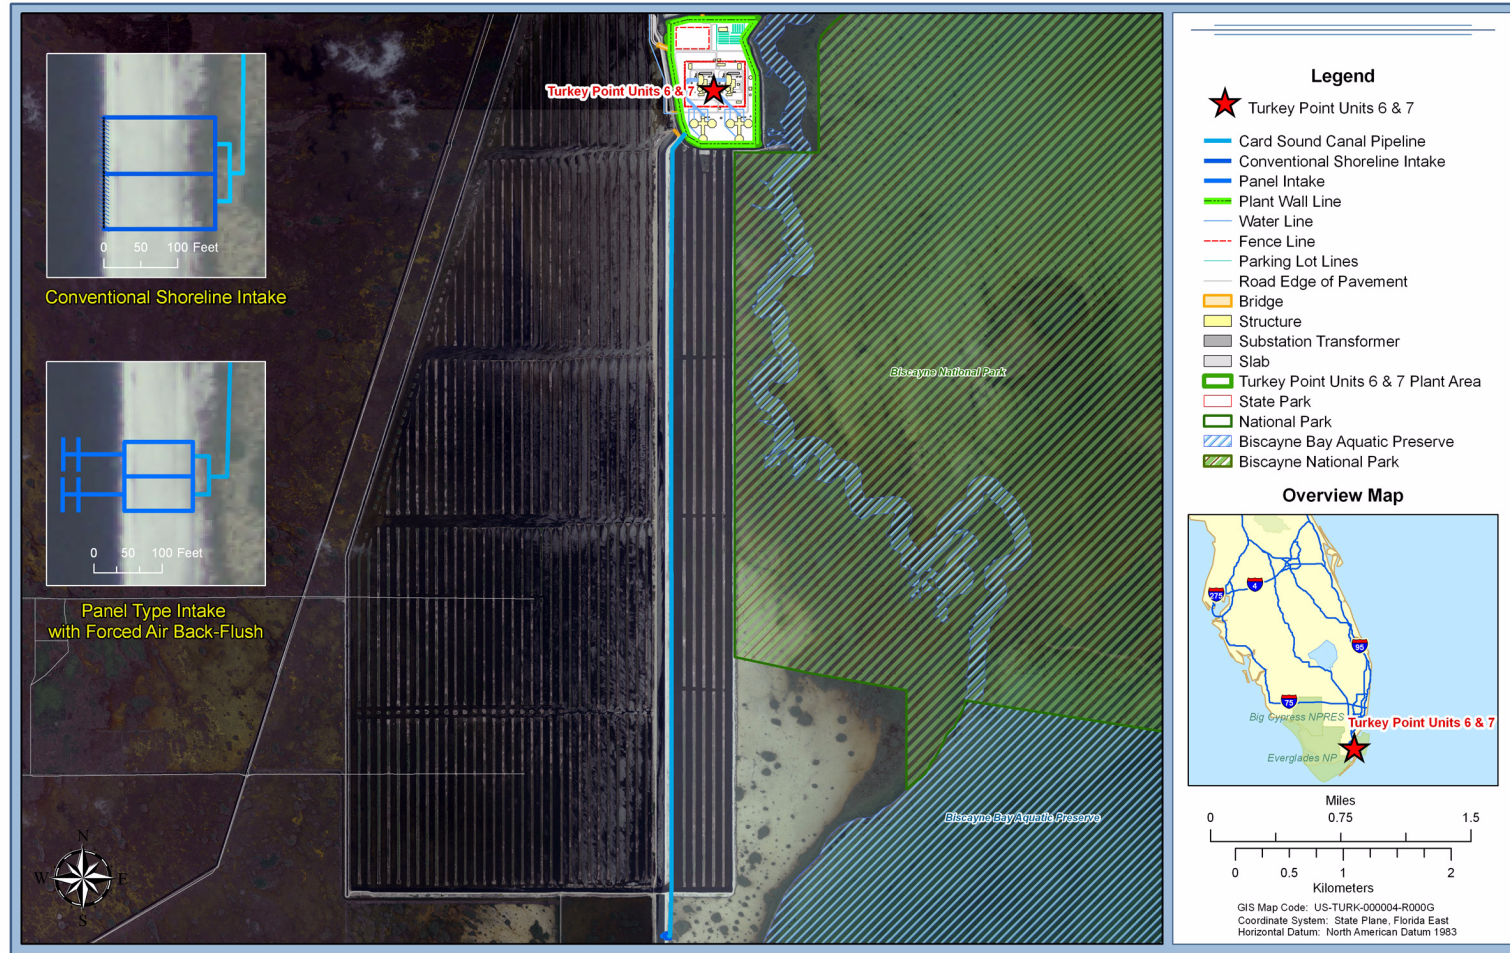 Turkey Point Units 6 & 7
0 50 100 Feet
Conventional Shoreline Intake
0 50 100 Feet
Panel Type Intake
with Forced Air Back-Flush
Biscayne National Park
Biscayne Bay Aquatic Preserve
N
W E
S
Legend
Turkey Point Units 6 & 7
Card Sound Canal Pipeline
Conventional Shoreline Intake
Panel Intake
Plant Wall Line
Water Line
Fence Line
Parking Lot Lines
Road Edge of Pavement
Bridge
Structure
Substation Transformer
Slab
Turkey Point Units 6 & 7 Plant Area
State Park
National Park
Biscayne Bay Aquatic Preserve
Biscayne National Park
Overview Map
4
275
95
75
Big Cypress NPRES
Turkey Point Units 6 & 7
Everglades NP
Miles
0 0.75 1.5
0 0.5 1 2
Kilometers
GIS Map Code: US-TURK-000004-R000G
Coordinate System: State Plane, Florida East
Horizontal Datum: North American Datum 1983